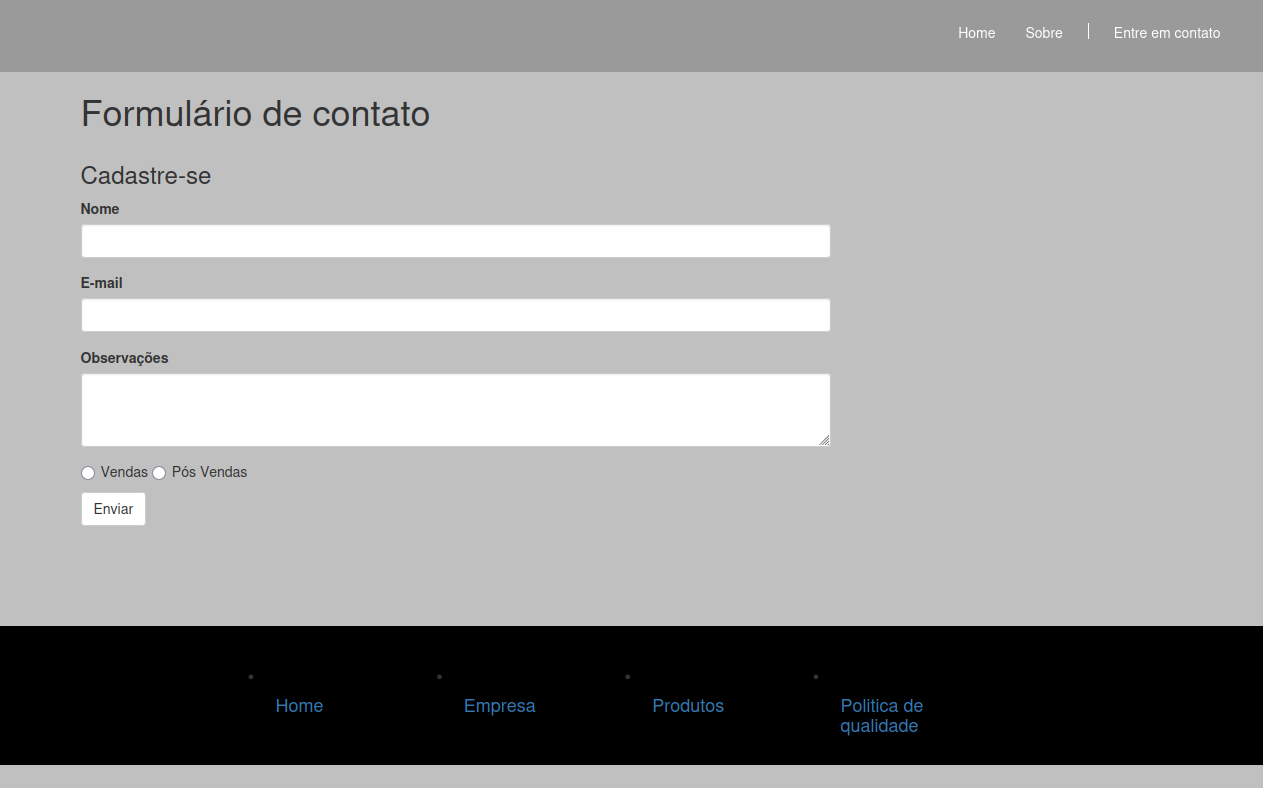 Home Sobre Entre em contato
Formulário de contato
Cadastre-se
Nome
E-mail
Observações
Vendas Pós Vendas
Enviar
Home Empresa Produtos Politica de
qualidade